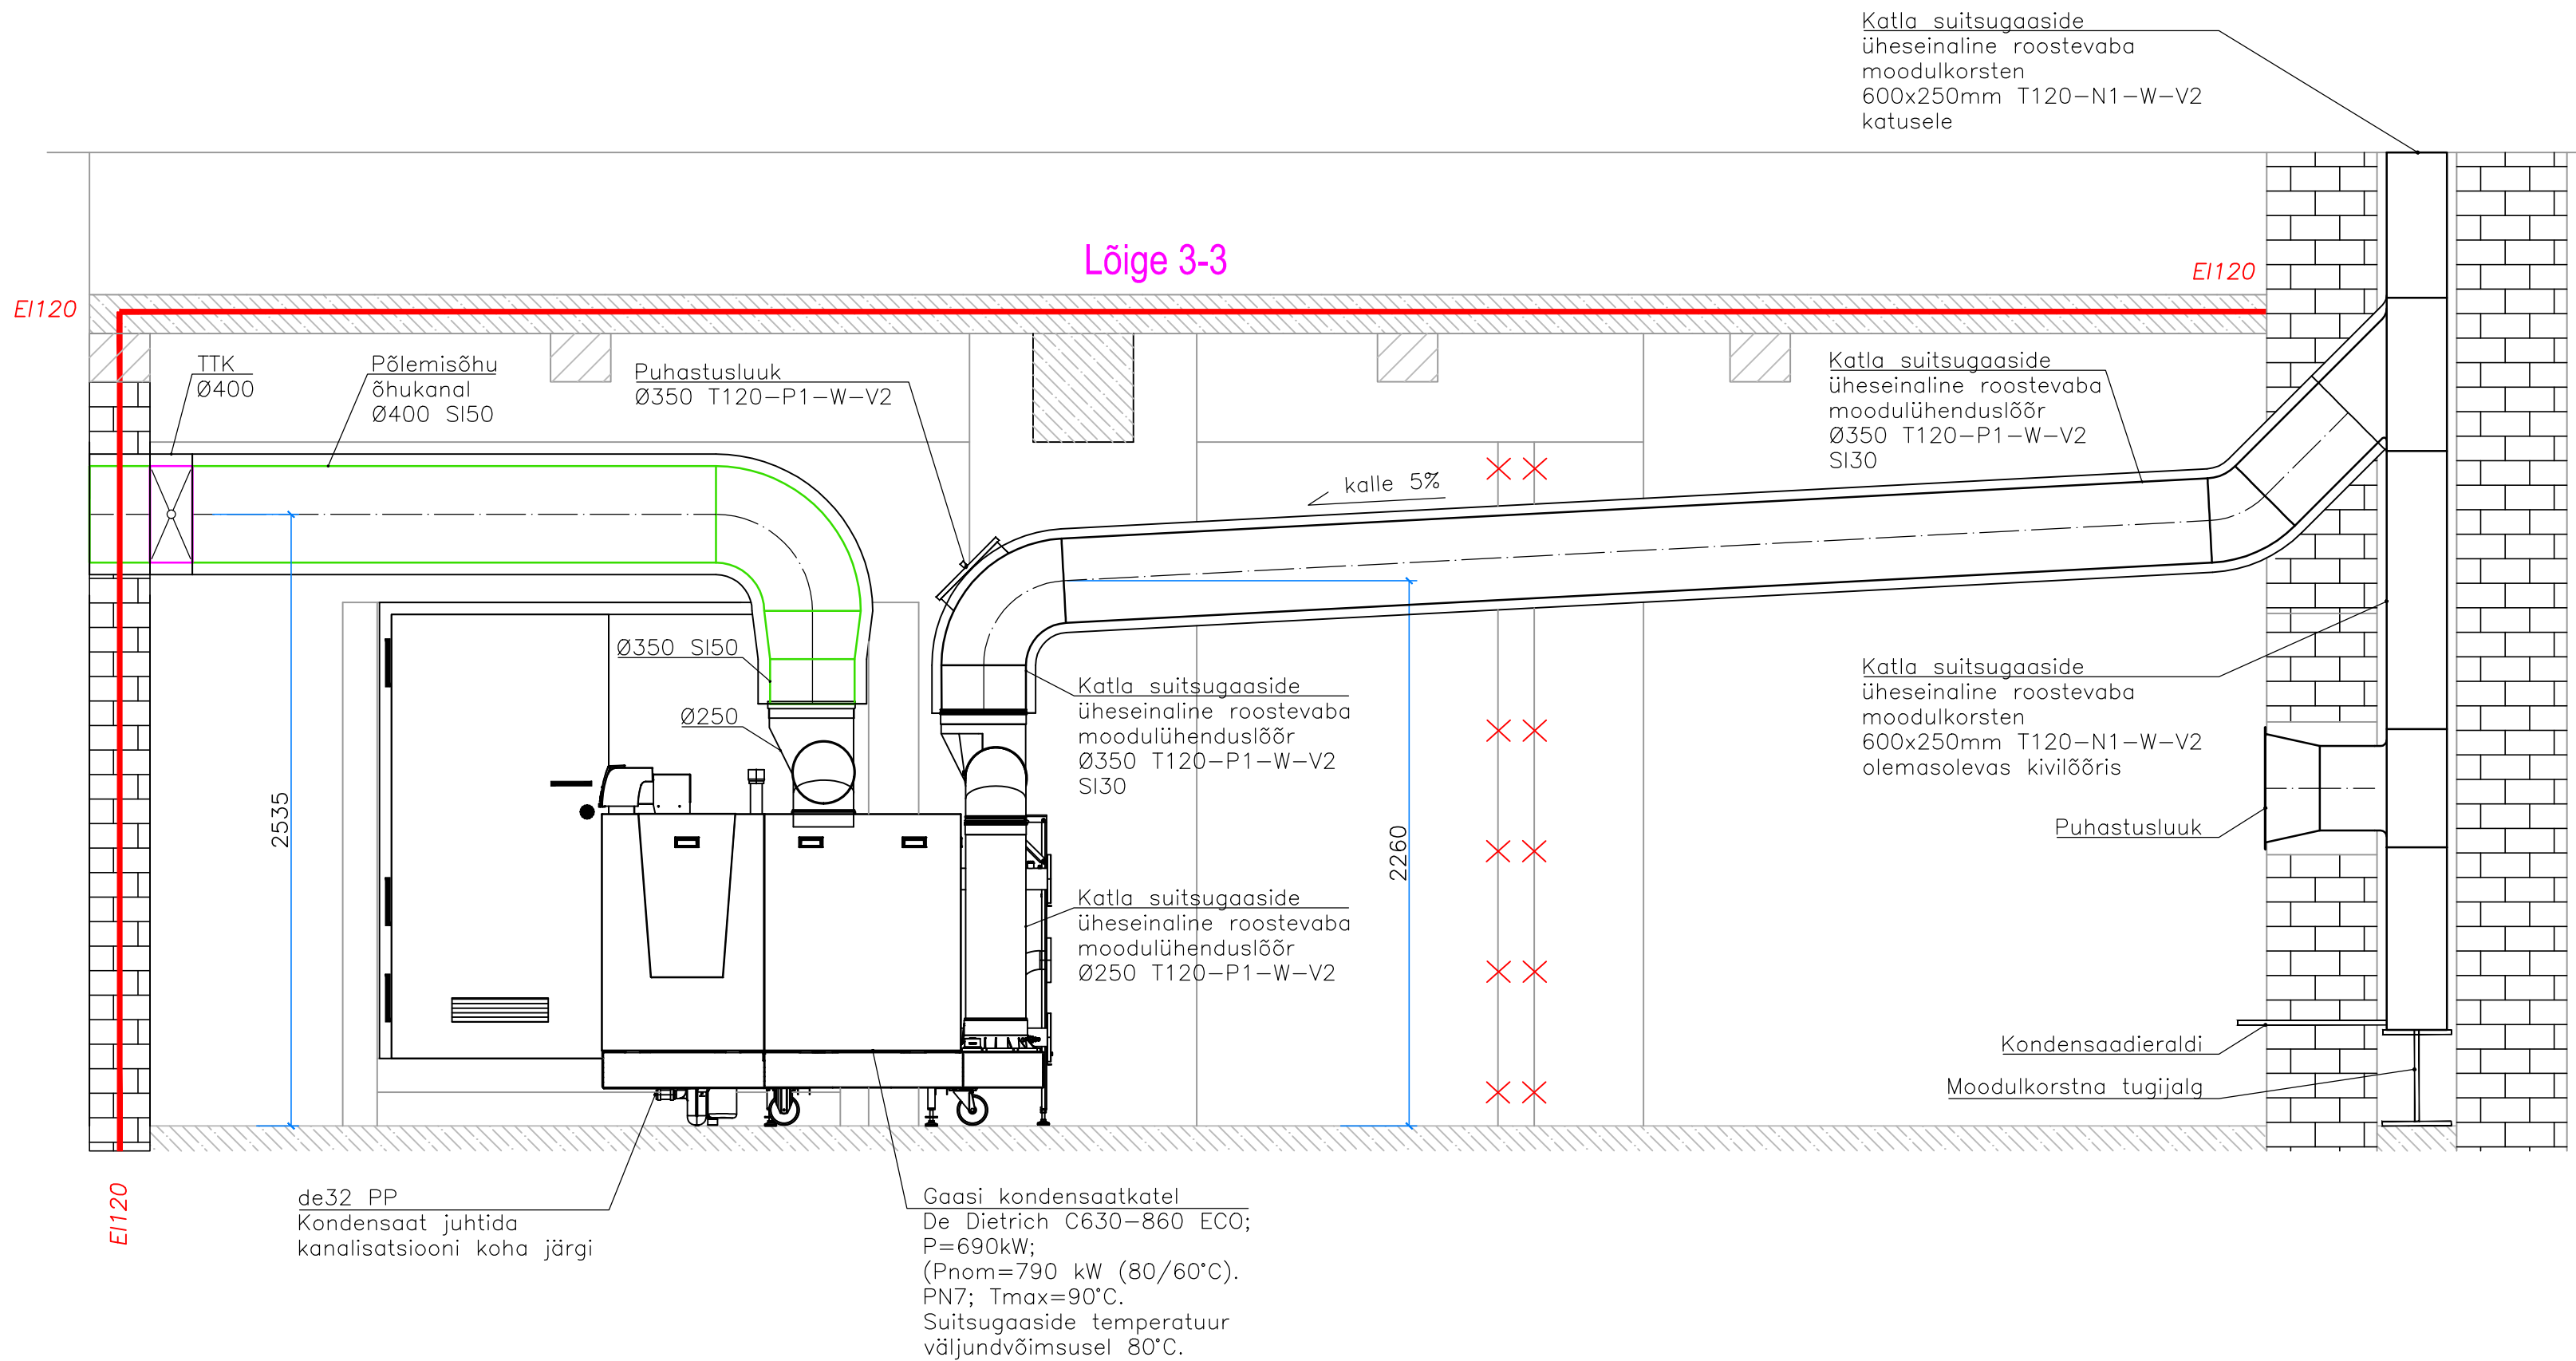 Katla suitsugaaside
üheseinaline roostevaba
moodulkorsten
600x250mm T120-N1-W-V2
katusele
Lõige 3-3
EI120
EI120
TTK
Ø400
Põlemisõhu
õhukanal
Ø400 SI50
Puhastusluuk
Ø350 T120-P1-W-V2
Katla suitsugaaside
üheseinaline roostevaba
moodulühenduslõõr
Ø350 T120-P1-W-V2
SI30
kalle 5%
Ø350 SI50
Ø250
Katla suitsugaaside
üheseinaline roostevaba
moodulühenduslõõr
Ø350 T120-P1-W-V2
SI30
Katla suitsugaaside
üheseinaline roostevaba
moodulkorsten
600x250mm T120-N1-W-V2
olemasolevas kivilõõris
2535
2260
Puhastusluuk
Katla suitsugaaside
üheseinaline roostevaba
moodulühenduslõõr
Ø250 T120-P1-W-V2
Kondensaadieraldi
Moodulkorstna tugijalg
EI120
de32 PP
Kondensaat juhtida
kanalisatsiooni koha järgi
Gaasi kondensaatkatel
De Dietrich C630-860 ECO;
P=690kW;
(Pnom=790 kW (80/60°C).
PN7; Tmax=90°C.
Suitsugaaside temperatuur
väljundvõimsusel 80°C.